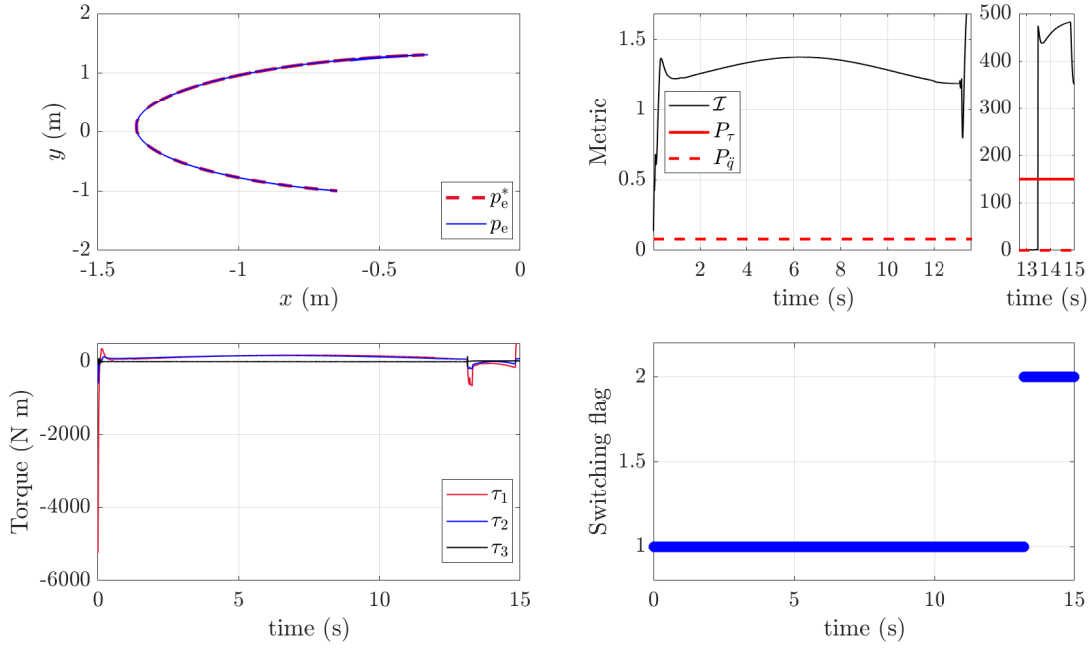 2
1
0
-1
-2
y (m)
-1.5
-1
-0.5
0
x (m)
p*e
pe
1.5
1
0.5
0
Metric
2
4
6
8
10
12
time (s)
𝓘
Pτ
Pq̈
500
400
300
200
100
0
13
14
15
time (s)
0
-2000
-4000
-6000
Torque (N m)
0
5
10
15
time (s)
τ1
τ2
τ3
2
1.5
1
Switching flag
0
5
10
15
time (s)